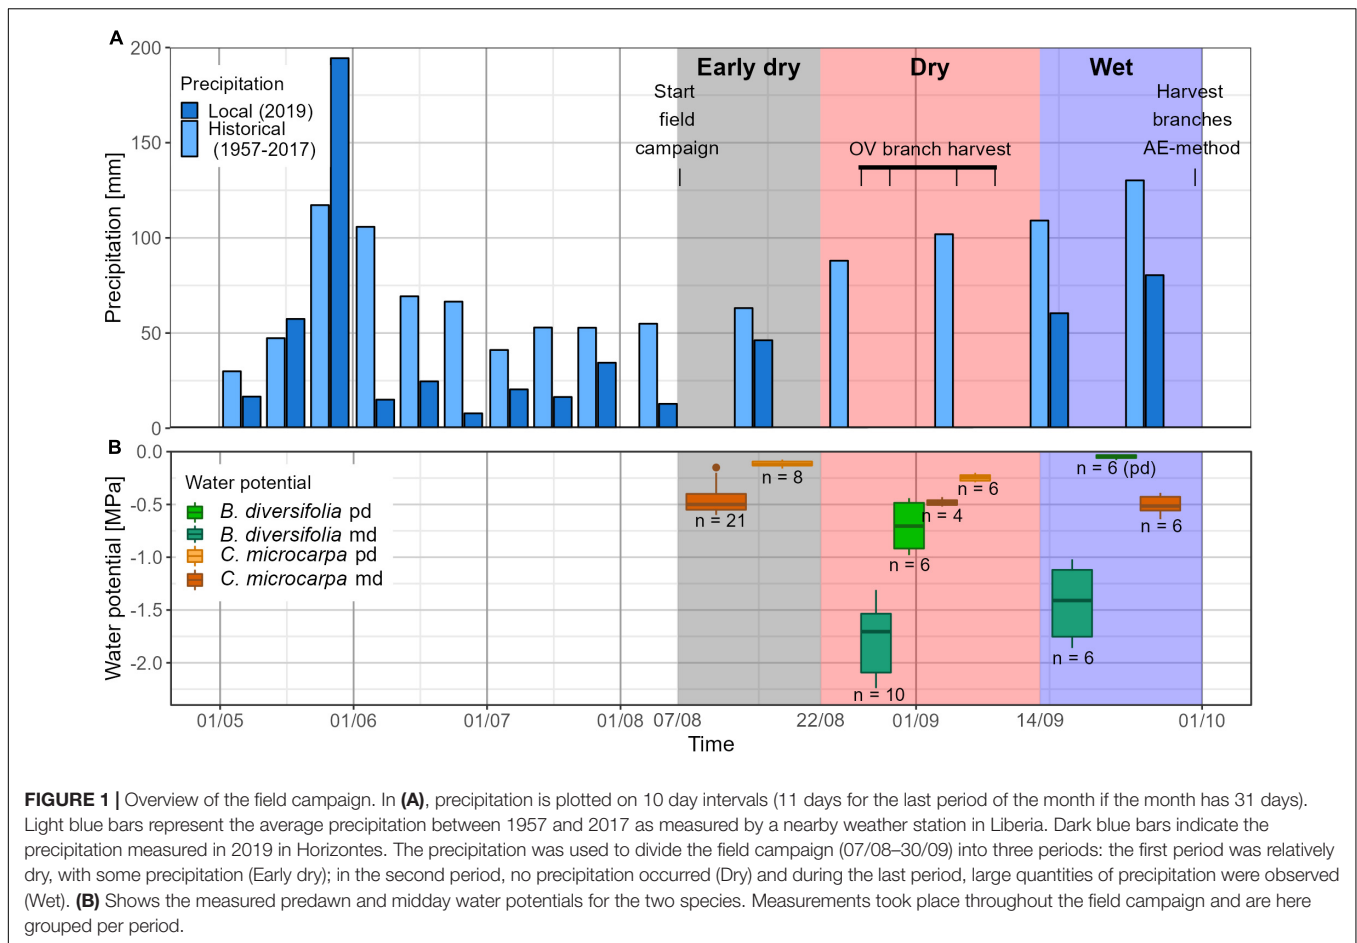 A
200
150
100
50
0
Precipitation [mm]
Precipitation
Local (2019)
Historical
(1957-2017)
Early dry
Dry
Wet
Start
field
campaign
OV branch harvest
Harvest
branches
AE-method
B
0.0
-0.5
-1.0
-1.5
-2.0
Water potential [MPa]
Water potential
B. diversifolia pd
B. diversifolia md
C. microcarpa pd
C. microcarpa md
n = 21
n = 8
n = 10
n = 6
n = 4
n = 6
n = 6
n = 6 (pd)
n = 6
01/05
01/06
01/07
01/08
07/08
22/08
01/09
14/09
01/10
Time
FIGURE 1 | Overview of the field campaign. In (A), precipitation is plotted on 10 day intervals (11 days for the last period of the month if the month has 31 days).
Light blue bars represent the average precipitation between 1957 and 2017 as measured by a nearby weather station in Liberia. Dark blue bars indicate the
precipitation measured in 2019 in Horizontes. The precipitation was used to divide the field campaign (07/08–30/09) into three periods: the first period was relatively
dry, with some precipitation (Early dry); in the second period, no precipitation occurred (Dry) and during the last period, large quantities of precipitation were observed
(Wet). (B) Shows the measured predawn and midday water potentials for the two species. Measurements took place throughout the field campaign and are here
grouped per period.